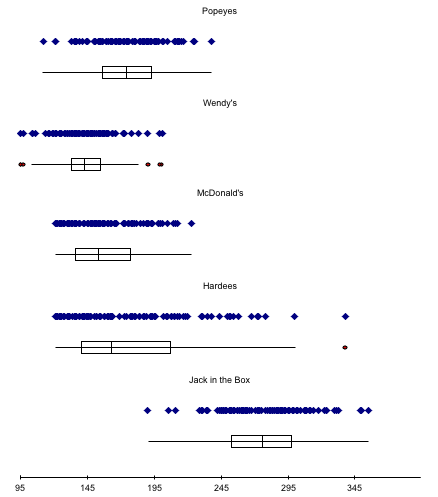 Popeyes
Wendy's
McDonald's
Hardees
Jack in the Box
95 145 195 245 295 345